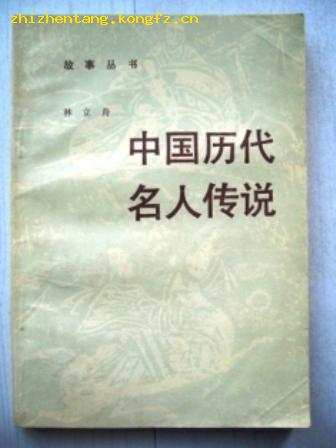 zhizhentang.kongfz.cn
故事丛书
林立舟
中国历代
名人传说